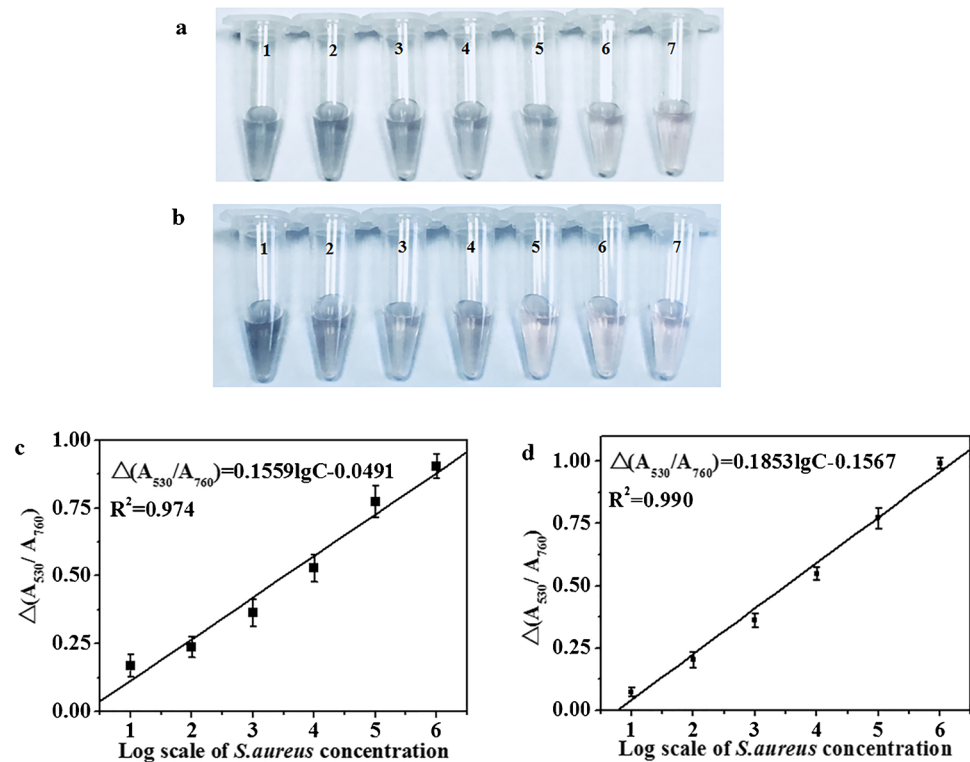 a
1 2 3 4 5 6 7
b
1 2 3 4 5 6 7
c
△(A530/A760)=0.1559lgC-0.0491
R²=0.974
△(A530/ A760)
1.00
0.75
0.50
0.25
0.00
1 2 3 4 5 6
Log scale of S.aureus concentration
d
△(A530/A760)=0.1853lgC-0.1567
R²=0.990
△(A530/ A760)
1.00
0.75
0.50
0.25
0.00
1 2 3 4 5 6
Log scale of S.aureus concentration